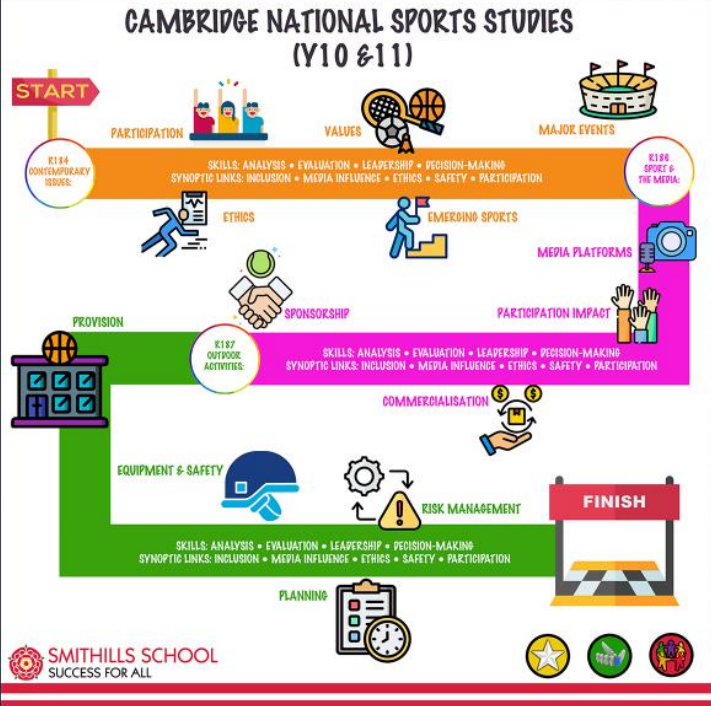 CAMBRIDGE NATIONAL SPORTS STUDIES
(Y10 & 11)
START
PARTICIPATION
VALUES
MAJOR EVENTS
R184
CONTEMPORARY
ISSUES:
SKILLS: ANALYSIS • EVALUATION • LEADERSHIP • DECISION-MAKING
SYNOPTIC LINKS: INCLUSION • MEDIA INFLUENCE • ETHICS • SAFETY • PARTICIPATION
R186
SPORT &
THE MEDIA:
ETHICS
EMERGING SPORTS
MEDIA PLATFORMS
SPONSORSHIP
PARTICIPATION IMPACT
PROVISION
R187
OUTDOOR
ACTIVITIES:
SKILLS: ANALYSIS • EVALUATION • LEADERSHIP • DECISION-MAKING
SYNOPTIC LINKS: INCLUSION • MEDIA INFLUENCE • ETHICS • SAFETY • PARTICIPATION
COMMERCIALISATION
EQUIPMENT & SAFETY
RISK MANAGEMENT
FINISH
SKILLS: ANALYSIS • EVALUATION • LEADERSHIP • DECISION-MAKING
SYNOPTIC LINKS: INCLUSION • MEDIA INFLUENCE • ETHICS • SAFETY • PARTICIPATION
PLANNING
SMITHILLS SCHOOL
SUCCESS FOR ALL